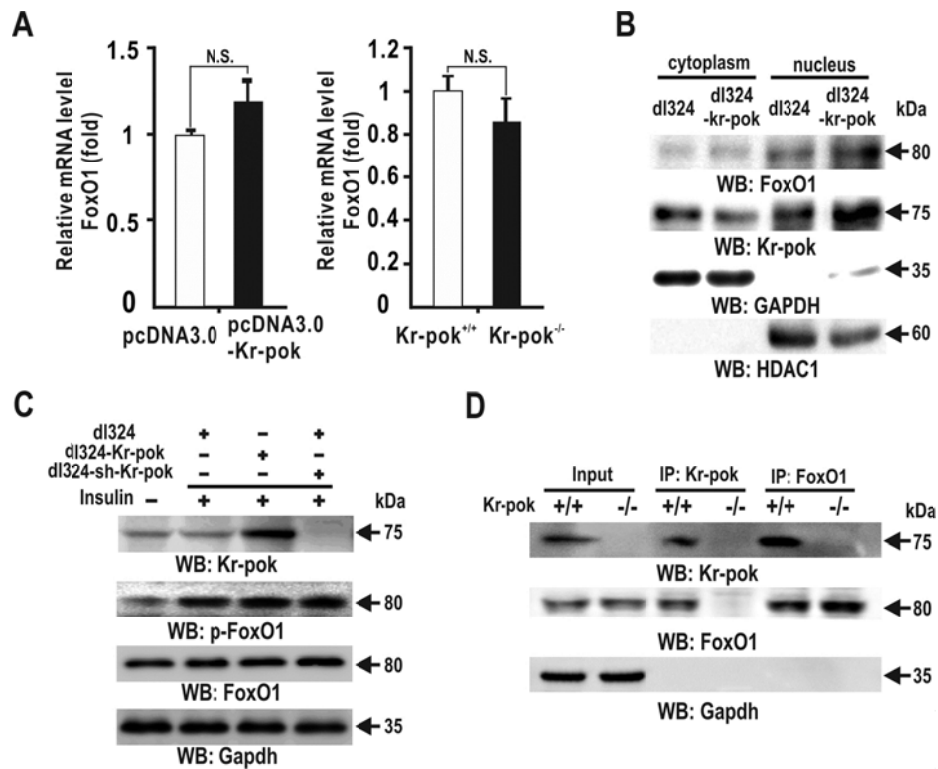 A
Relative mRNA levlel
FoxO1 (fold)
1.5
1
0.5
0
N.S.
pcDNA3.0
pcDNA3.0
-Kr-pok
Relative mRNA level
FoxO1 (fold)
1.2
1
0.8
0.6
0.4
0.2
0
N.S.
Kr-pok+/+
Kr-pok-/-
B
cytoplasm nucleus
dl324 dl324 -kr-pok dl324 dl324 -kr-pok kDa
80
WB: FoxO1
75
WB: Kr-pok
35
WB: GAPDH
60
WB: HDAC1
C
dl324 + – +
dl324-Kr-pok – + –
dl324-sh-Kr-pok – – +
Insulin – + + + kDa
75
WB: Kr-pok
80
WB: p-FoxO1
80
WB: FoxO1
35
WB: Gapdh
D
Input IP: Kr-pok IP: FoxO1
Kr-pok +/+ -/- +/+ -/- +/+ -/- kDa
75
WB: Kr-pok
80
WB: FoxO1
35
WB: Gapdh